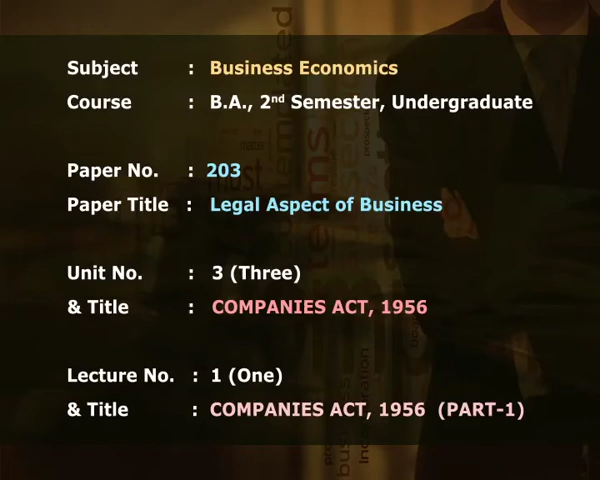 Subject : Business Economics
Course : B.A., 2nd Semester, Undergraduate
Paper No. : 203
Paper Title : Legal Aspect of Business
Unit No. : 3 (Three)
& Title : COMPANIES ACT, 1956
Lecture No. : 1 (One)
& Title : COMPANIES ACT, 1956 (PART-1)